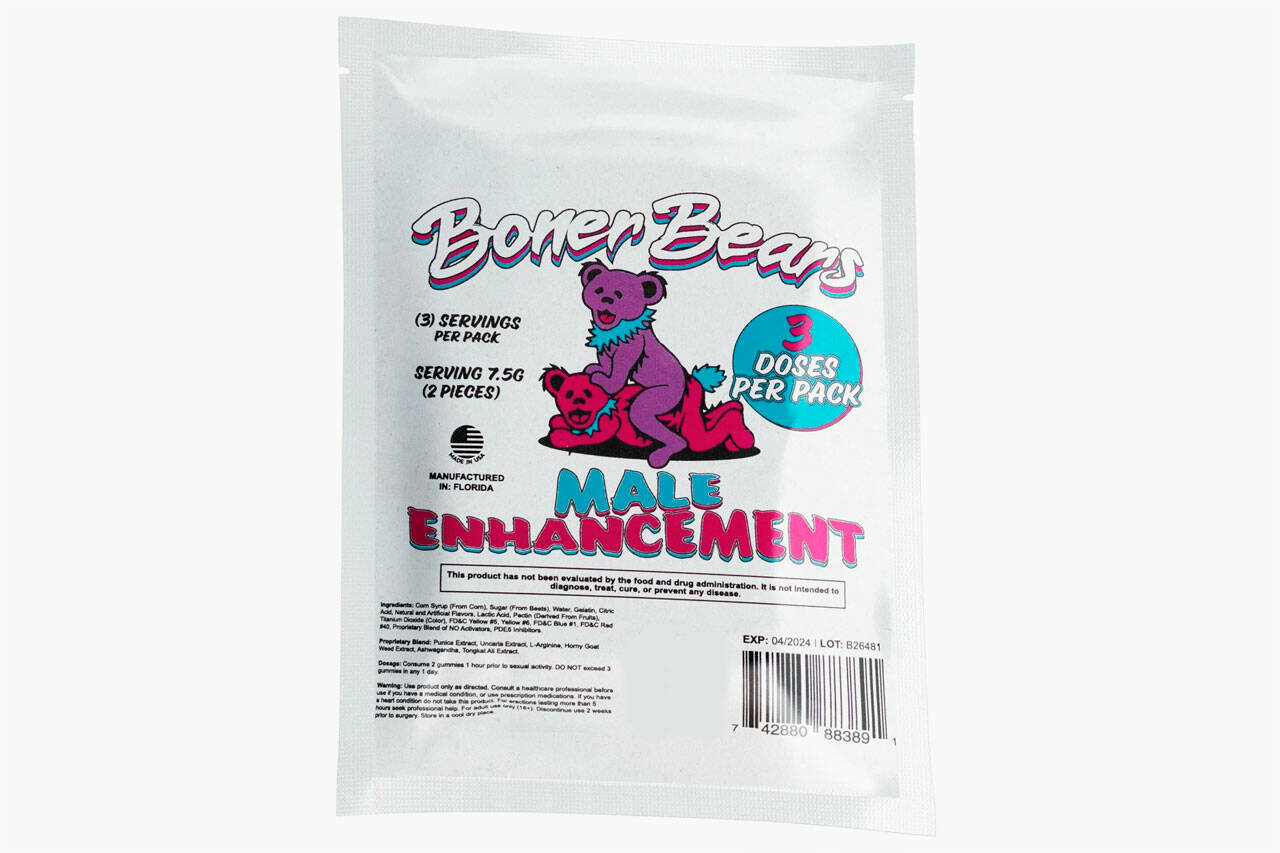 Boner Bears
(3) SERVINGS
PER PACK
SERVING 7.5G
(2 PIECES)
MADE IN USA
MANUFACTURED
IN: FLORIDA
3
DOSES
PER PACK
MALE
ENHANCEMENT
This product has not been evaluated by the food and drug administration. It is not intended to
diagnose, treat, cure, or prevent any disease.
Ingredients: Corn Syrup (From Corn), Sugar (From Beets), Water, Gelatin, Citric
Acid, Natural and Artificial Flavors, Lactic Acid, Pectin (Derived From Fruits),
Titanium Dioxide (Color), FD&C Yellow #5, Yellow #6, FD&C Blue #1, FD&C Red
#40, Proprietary Blend of NO Activators, PDE5 Inhibitors.
Proprietary Blend: Punica Extract, Uncaria Extract, L-Arginine, Horny Goat
Weed Extract, Ashwagandha, Tongkat Ali Extract.
Dosage: Consume 2 gummies 1 hour prior to sexual activity. DO NOT exceed 3
gummies in any 1 day.
Warning: Use product only as directed. Consult a healthcare professional before
use if you have a medical condition, or use prescription medications. If you have
a heart condition do not take this product. For erections lasting more than 5
hours seek professional help. For adult use only (18+). Discontinue use 2 weeks
prior to surgery. Store in a cool dry place.
EXP: 04/2024 | LOT: B26481
7 42880 88389 1